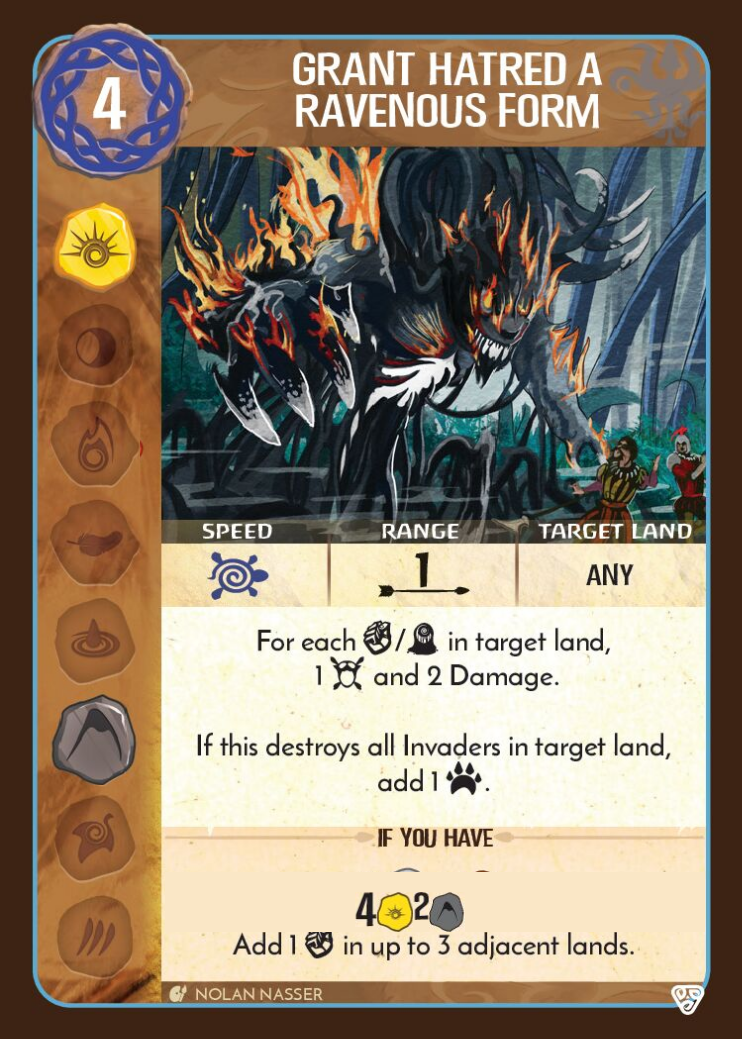 4
GRANT HATRED A
RAVENOUS FORM
SPEED RANGE TARGET LAND
1 ANY
For each / in target land,
1 and 2 Damage.
If this destroys all Invaders in target land,
add 1 .
IF YOU HAVE
4 2
Add 1 in up to 3 adjacent lands.
NOLAN NASSER